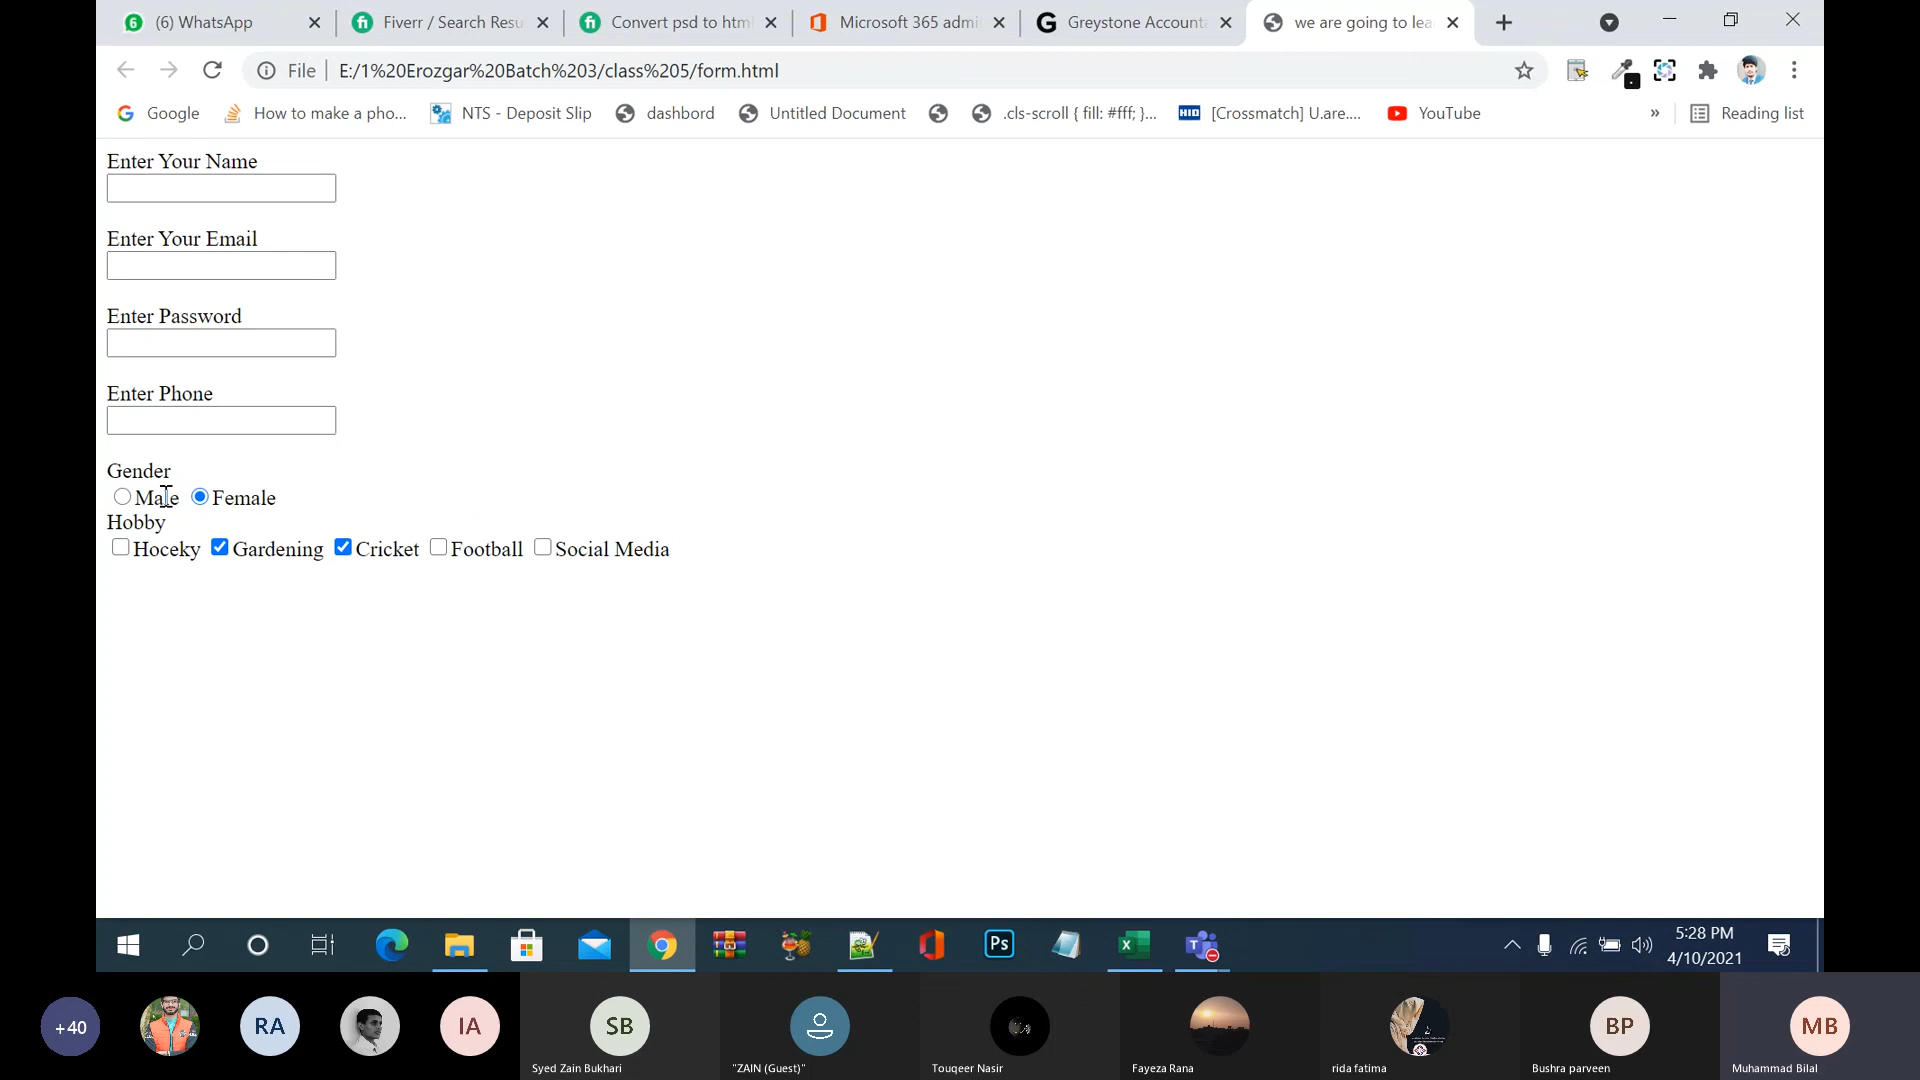 6 (6) WhatsApp
fi Fiverr / Search Resu
fi Convert psd to htm
Microsoft 365 admi
G Greystone Account
we are going to lea
File E:/1%20Erozgar%20Batch%203/class%205/form.html
Google How to make a pho... NTS - Deposit Slip dashbord Untitled Document .cls-scroll { fill: #fff; }... HID [Crossmatch] U.are.... YouTube » Reading list
Enter Your Name
Enter Your Email
Enter Password
Enter Phone
Gender
Male Female
Hobby
Hoceky Gardening Cricket Football Social Media
Ps
5:28 PM
4/10/2021
+40 RA IA SB BP MB
Syed Zain Bukhari "ZAIN (Guest)" Touqeer Nasir Fayeza Rana rida fatima Bushra parveen Muhammad Bilal